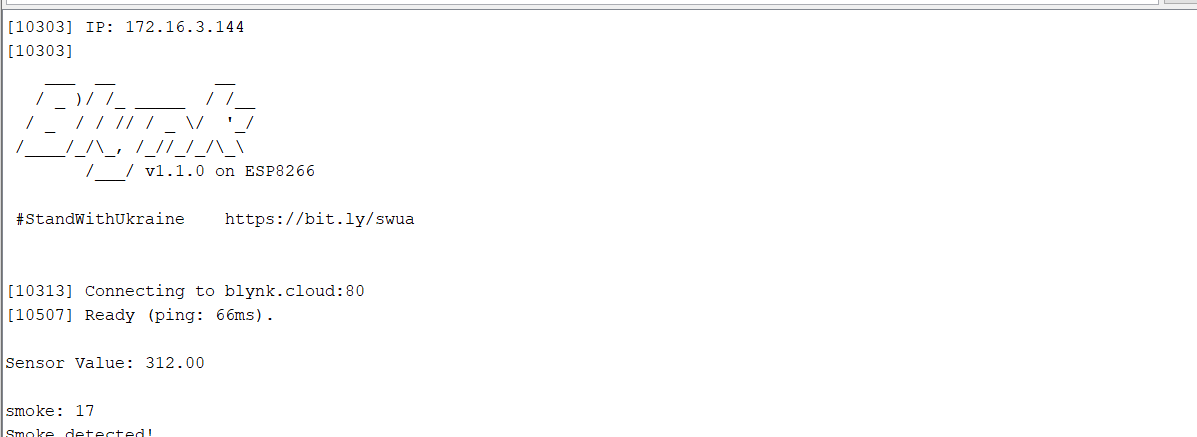 [10303] IP: 172.16.3.144
[10303]
    ___  __          __
   / _ )/ /_ _____  / /__
  / _  / / // / _ \/  '_/
 /____/_/\_, /_//_/_/\_\
        /___/ v1.1.0 on ESP8266
 #StandWithUkraine    https://bit.ly/swua
[10313] Connecting to blynk.cloud:80
[10507] Ready (ping: 66ms).
Sensor Value: 312.00
smoke: 17
Smoke detected!